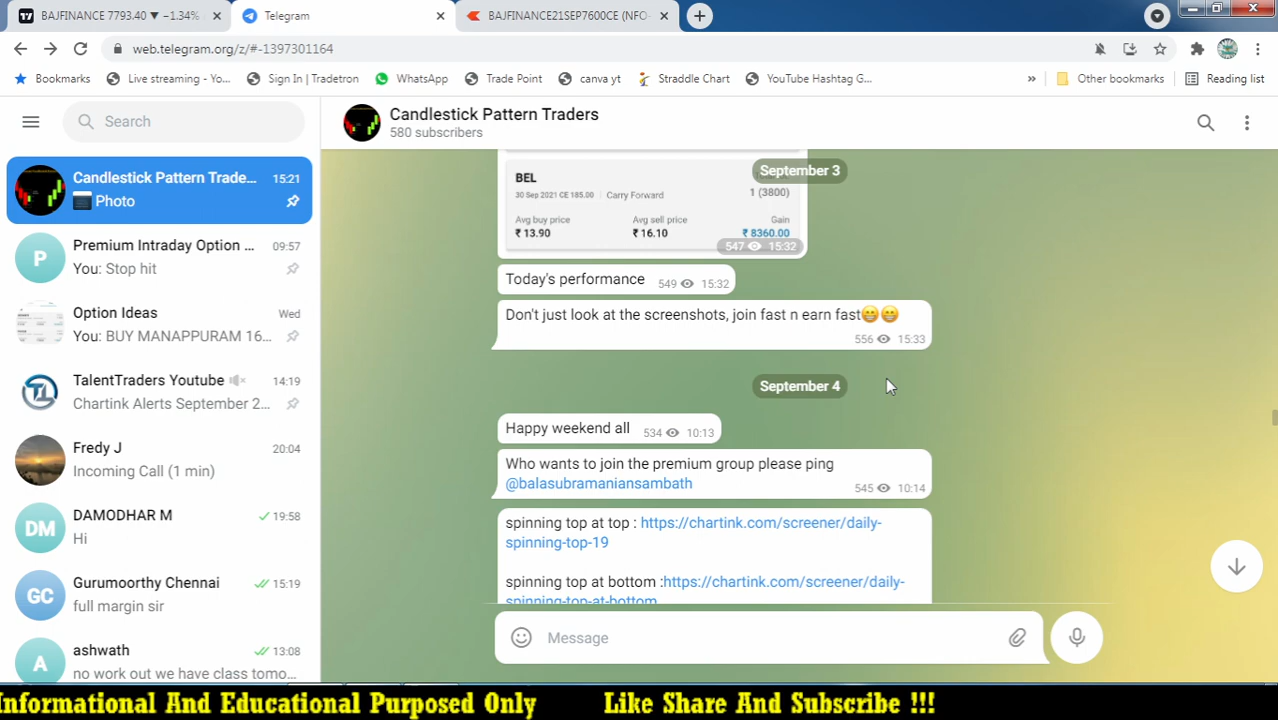 BAJFINANCE 7793.40 ▼ −1.34%
Telegram
BAJFINANCE21SEP7600CE (NFO-
web.telegram.org/z/#-1397301164
Bookmarks
Live streaming - Yo...
Sign In | Tradetron
WhatsApp
Trade Point
canva yt
Straddle Chart
YouTube Hashtag G...
»
Other bookmarks
Reading list
Search
Candlestick Pattern Traders
580 subscribers
Candlestick Pattern Trade...
15:21
Photo
P
Premium Intraday Option ...
09:57
You: Stop hit
Option Ideas
Wed
You: BUY MANAPPURAM 16...
TalentTraders Youtube
14:19
Chartink Alerts September 2...
Fredy J
20:04
Incoming Call (1 min)
DM
DAMODHAR M
19:58
Hi
GC
Gurumoorthy Chennai
15:19
full margin sir
A
ashwath
13:08
no work out we have class tomo...
September 3
BEL
30 Sep 2021 CE 185.00 | Carry Forward
1 (3800)
Avg buy price
Avg sell price
Gain
₹ 13.90
₹ 16.10
₹ 8360.00
547 15:32
Today's performance 549 15:32
Don't just look at the screenshots, join fast n earn fast😁😁
556 15:33
September 4
Happy weekend all 534 10:13
Who wants to join the premium group please ping
@balasubramaniansambath
545 10:14
spinning top at top : https://chartink.com/screener/daily-
spinning-top-19
spinning top at bottom :https://chartink.com/screener/daily-
spinning-top-at-bottom
Message
Informational And Educational Purposed Only
Like Share And Subscribe !!!